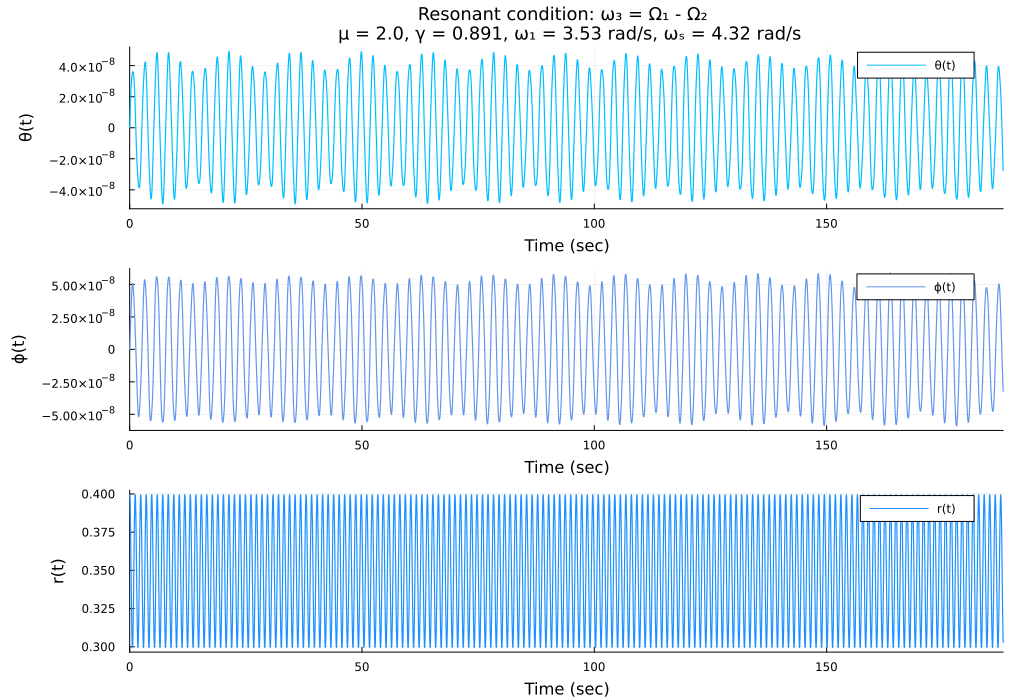 Resonant condition: ω₃ = Ω₁ - Ω₂
μ = 2.0, γ = 0.891, ω₁ = 3.53 rad/s, ωₛ = 4.32 rad/s
θ(t)
4.0×10⁻⁸
2.0×10⁻⁸
0
−2.0×10⁻⁸
−4.0×10⁻⁸
θ(t)
0 50 100 150
Time (sec)
ϕ(t)
5.00×10⁻⁸
2.50×10⁻⁸
0
−2.50×10⁻⁸
−5.00×10⁻⁸
ϕ(t)
0 50 100 150
Time (sec)
r(t)
0.400
0.375
0.350
0.325
0.300
r(t)
0 50 100 150
Time (sec)